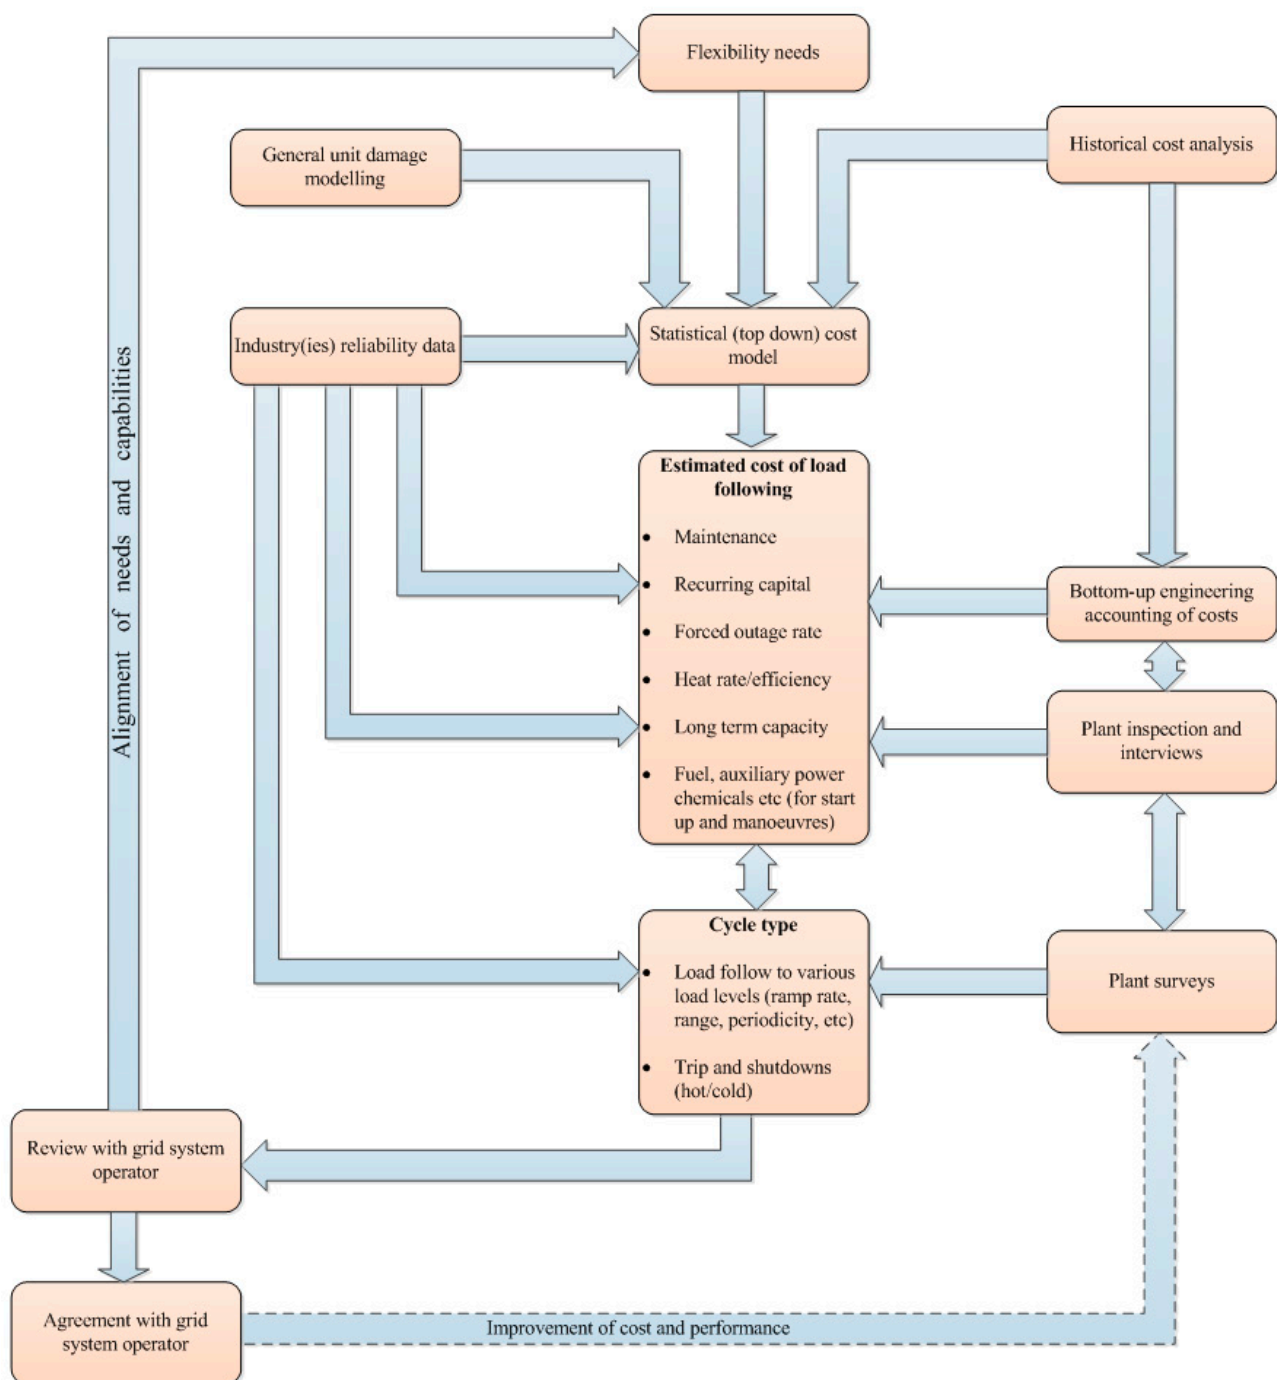 Flexibility needs
General unit damage
modelling
Historical cost analysis
Industry(ies) reliability data
Statistical (top down) cost
model
Alignment of needs and capabilities
Estimated cost of load
following
• Maintenance
• Recurring capital
• Forced outage rate
• Heat rate/efficiency
• Long term capacity
• Fuel, auxiliary power
chemicals etc (for start
up and manoeuvres)
Bottom-up engineering
accounting of costs
Plant inspection and
interviews
Cycle type
• Load follow to various
load levels (ramp rate,
range, periodicity, etc)
• Trip and shutdowns
(hot/cold)
Plant surveys
Review with grid system
operator
Agreement with grid
system operator
Improvement of cost and performance